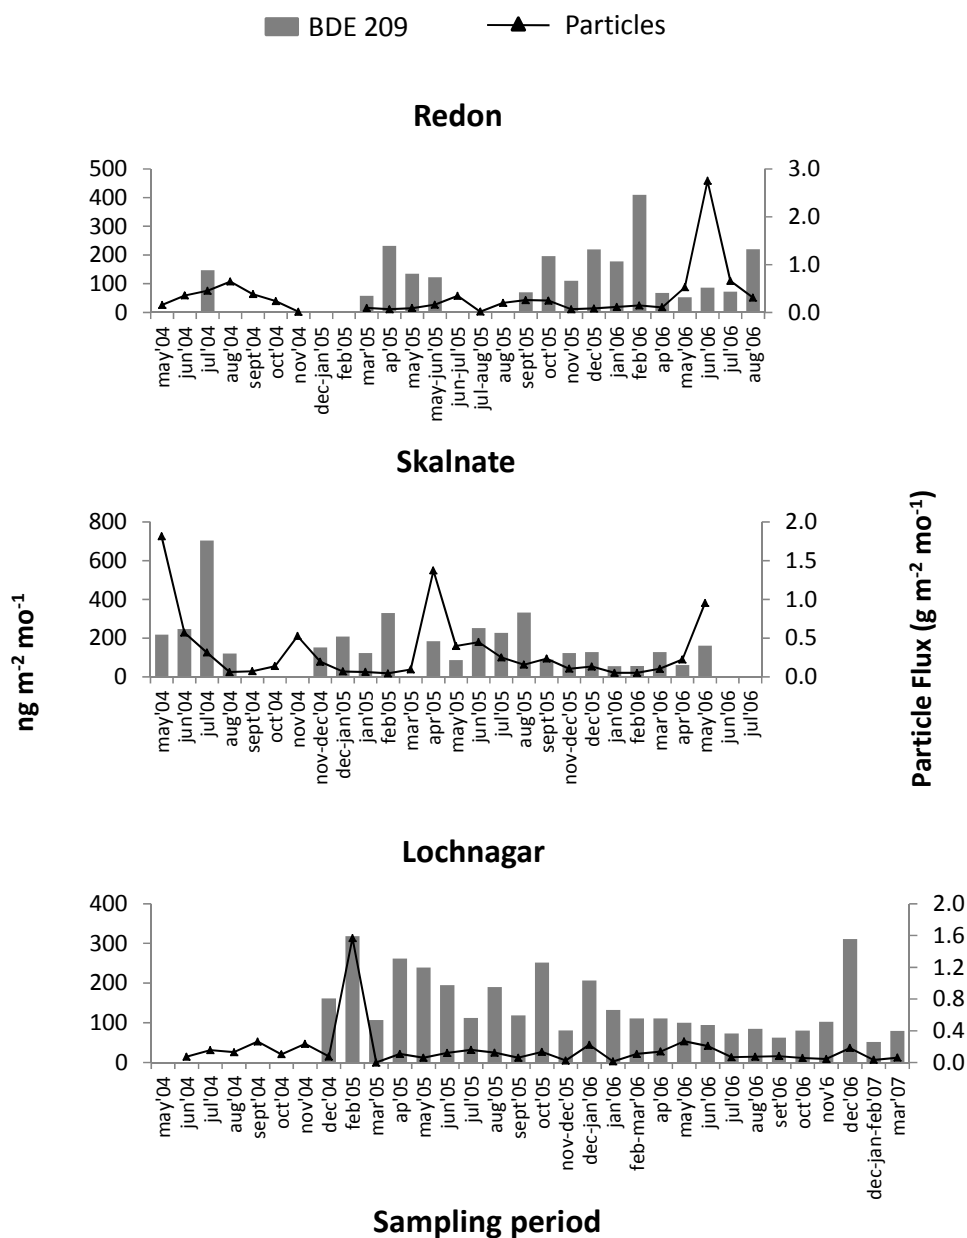 BDE 209 Particles
Redon
500
400
300
200
100
0
3.0
2.0
1.0
0.0
may'04
jun'04
jul'04
aug'04
sept'04
oct'04
nov'04
dec-jan'05
feb'05
mar'05
ap'05
may'05
may-jun'05
jun-jul'05
jul-aug'05
aug'05
sept'05
oct'05
nov'05
dec'05
jan'06
feb'06
ap'06
may'06
jun'06
jul'06
aug'06
Skalnate
800
600
400
200
0
2.0
1.5
1.0
0.5
0.0
may'04
jun'04
jul'04
aug'04
sept'04
oct'04
nov'04
nov-dec'04
dec-jan'05
jan'05
feb'05
mar'05
apr'05
may'05
jun'05
jul'05
aug'05
sept'05
nov-dec'05
dec'05
jan'06
feb'06
mar'06
apr'06
may'06
jun'06
jul'06
ng m⁻² mo⁻¹
Particle Flux (g m⁻² mo⁻¹)
Lochnagar
400
300
200
100
0
2.0
1.6
1.2
0.8
0.4
0.0
may'04
jun'04
jul'04
aug'04
sept'04
oct'04
nov'04
dec'04
feb'05
mar'05
ap'05
may'05
jun'05
jul'05
aug'05
sept'05
oct'05
nov-dec'05
dec-jan'06
jan'06
feb-mar'06
ap'06
may'06
jun'06
jul'06
aug'06
set'06
oct'06
nov'6
dec'06
dec-jan-feb'07
mar'07
Sampling period